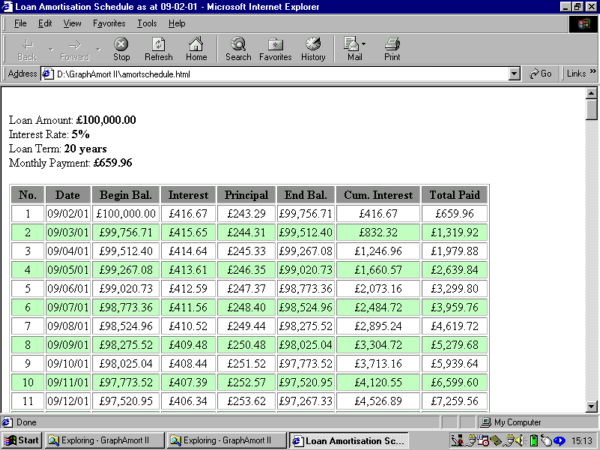 Loan Amortisation Schedule as at 09-02-01 - Microsoft Internet Explorer
File Edit View Favorites Tools Help
Back Forward Stop Refresh Home Search Favorites History Mail Print
Address D:\GraphAmort II\amortschedule.html Go Links »
Loan Amount: £100,000.00
Interest Rate: 5%
Loan Term: 20 years
Monthly Payment: £659.96
No. Date Begin Bal. Interest Principal End Bal. Cum. Interest Total Paid
1 09/02/01 £100,000.00 £416.67 £243.29 £99,756.71 £416.67 £659.96
2 09/03/01 £99,756.71 £415.65 £244.31 £99,512.40 £832.32 £1,319.92
3 09/04/01 £99,512.40 £414.64 £245.33 £99,267.08 £1,246.96 £1,979.88
4 09/05/01 £99,267.08 £413.61 £246.35 £99,020.73 £1,660.57 £2,639.84
5 09/06/01 £99,020.73 £412.59 £247.37 £98,773.36 £2,073.16 £3,299.80
6 09/07/01 £98,773.36 £411.56 £248.40 £98,524.96 £2,484.72 £3,959.76
7 09/08/01 £98,524.96 £410.52 £249.44 £98,275.52 £2,895.24 £4,619.72
8 09/09/01 £98,275.52 £409.48 £250.48 £98,025.04 £3,304.72 £5,279.68
9 09/10/01 £98,025.04 £408.44 £251.52 £97,773.52 £3,713.16 £5,939.64
10 09/11/01 £97,773.52 £407.39 £252.57 £97,520.95 £4,120.55 £6,599.60
11 09/12/01 £97,520.95 £406.34 £253.62 £97,267.33 £4,526.89 £7,259.56
Done My Computer
Start Exploring - GraphAmort II Exploring - GraphAmort II Loan Amortisation Sc... 15:13